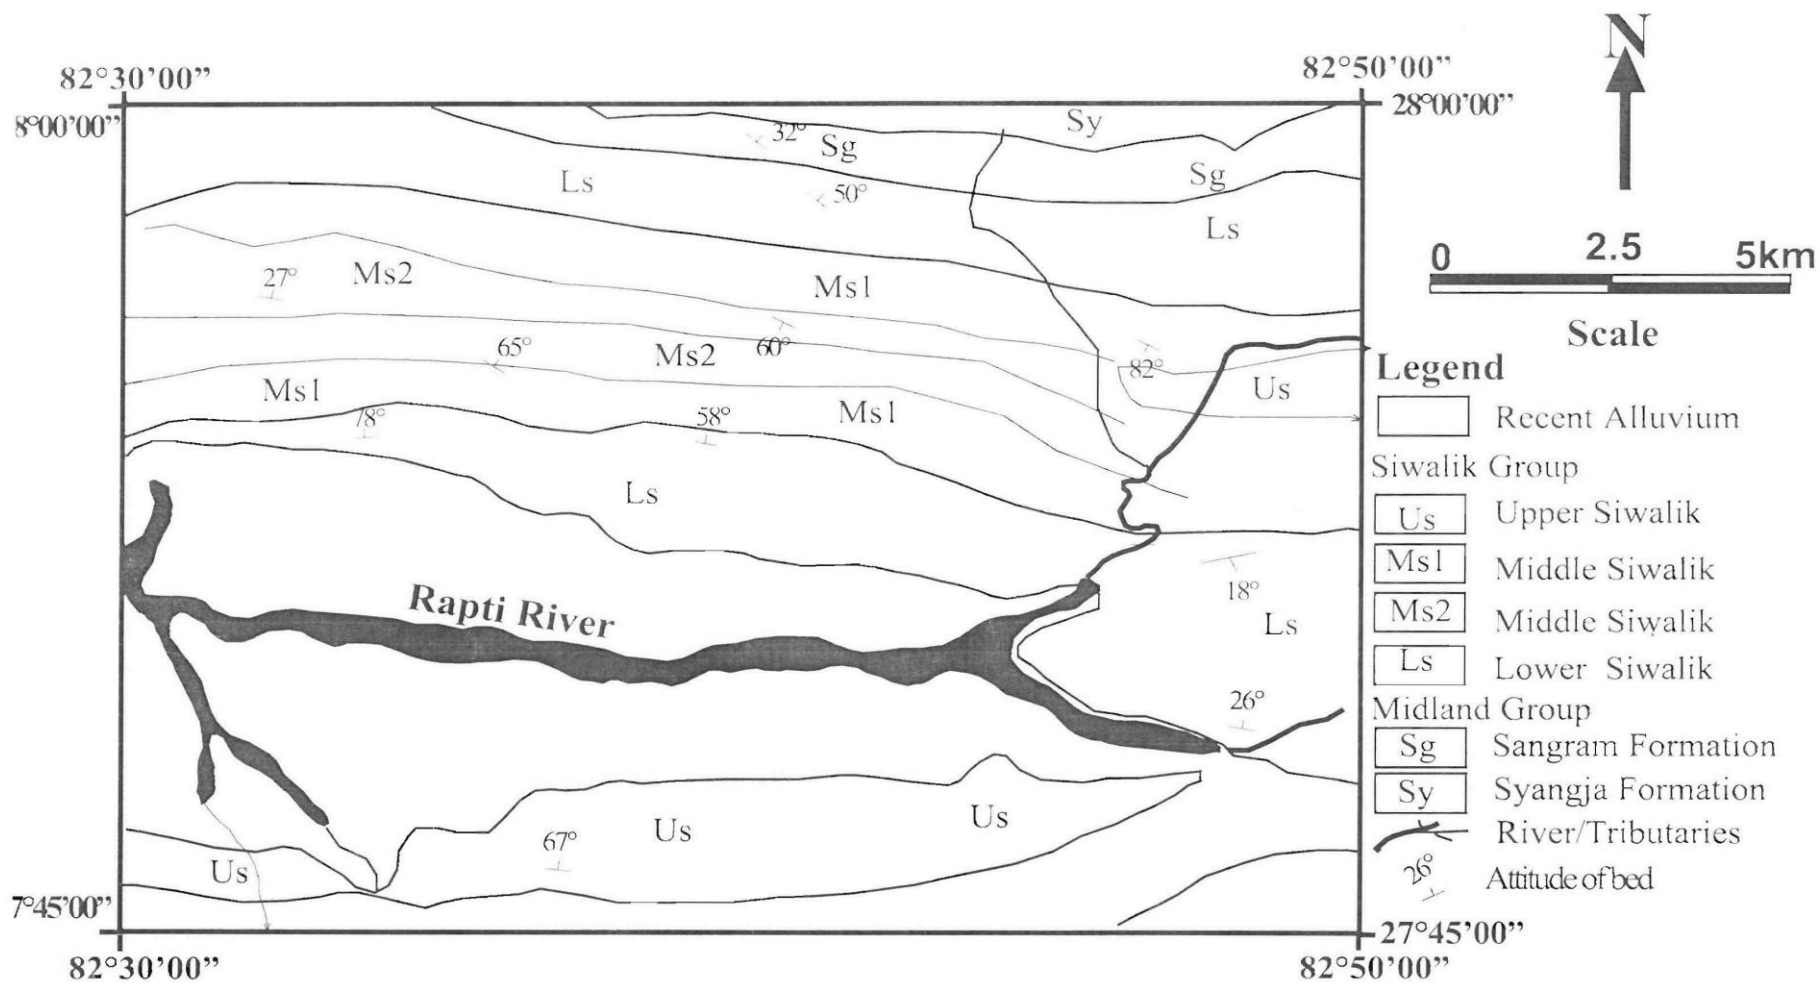 N
82°30’00” 82°50’00”
8°00’00” 28°00’00”
Sy
32° Sg
Sg
Ls 50°
Ls
0 2.5 5km
Scale
27° Ms2 Ms1
65° Ms2 60°
82° Us
Ms1 78° 58° Ms1
Ls
18°
Rapti River
Ls
26°
67° Us Us
Us
7°45’00” 27°45’00”
82°30’00” 82°50’00”
Legend
Recent Alluvium
Siwalik Group
Us Upper Siwalik
Ms1 Middle Siwalik
Ms2 Middle Siwalik
Ls Lower Siwalik
Midland Group
Sg Sangram Formation
Sy Syangja Formation
River/Tributaries
26° Attitude of bed